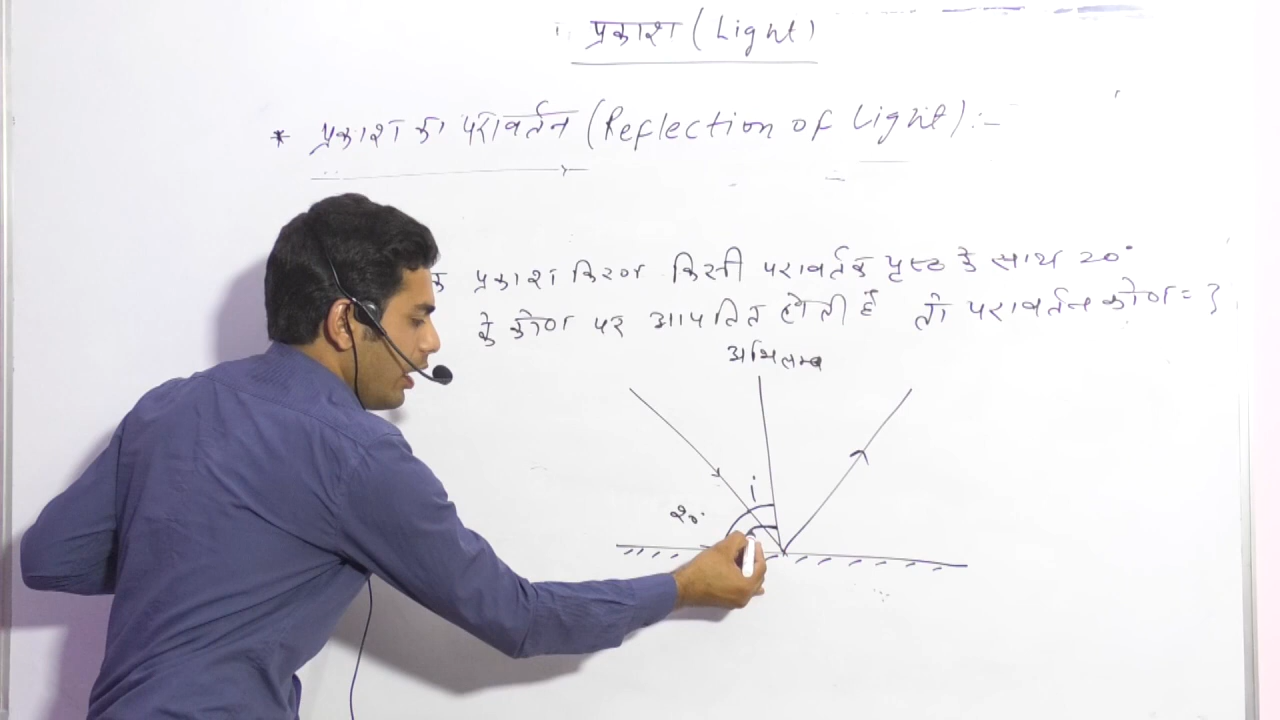 प्रकाश (Light)
* प्रकाश का परावर्तन (Reflection of Light) :-
प्रकाश किरण किसी परावर्तक पृष्ठ के साथ 20°
के कोण पर आपतित होती है तो परावर्तन कोण = ?
अभिलम्ब
i
20°